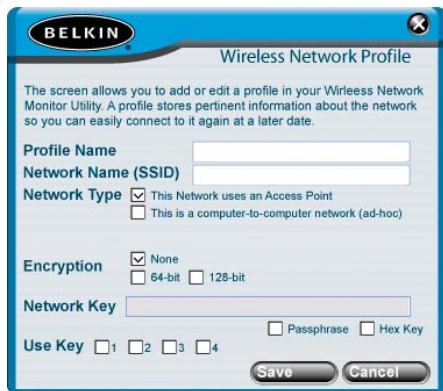 BELKIN
Wireless Network Profile
The screen allows you to add or edit a profile in your Wirleess Network
Monitor Utility. A profile stores pertinent information about the network
so you can easily connect to it again at a later date.
Profile Name
Network Name (SSID)
Network Type This Network uses an Access Point
This is a computer-to-computer network (ad-hoc)
Encryption None
64-bit 128-bit
Network Key
Passphrase Hex Key
Use Key 1 2 3 4
Save Cancel